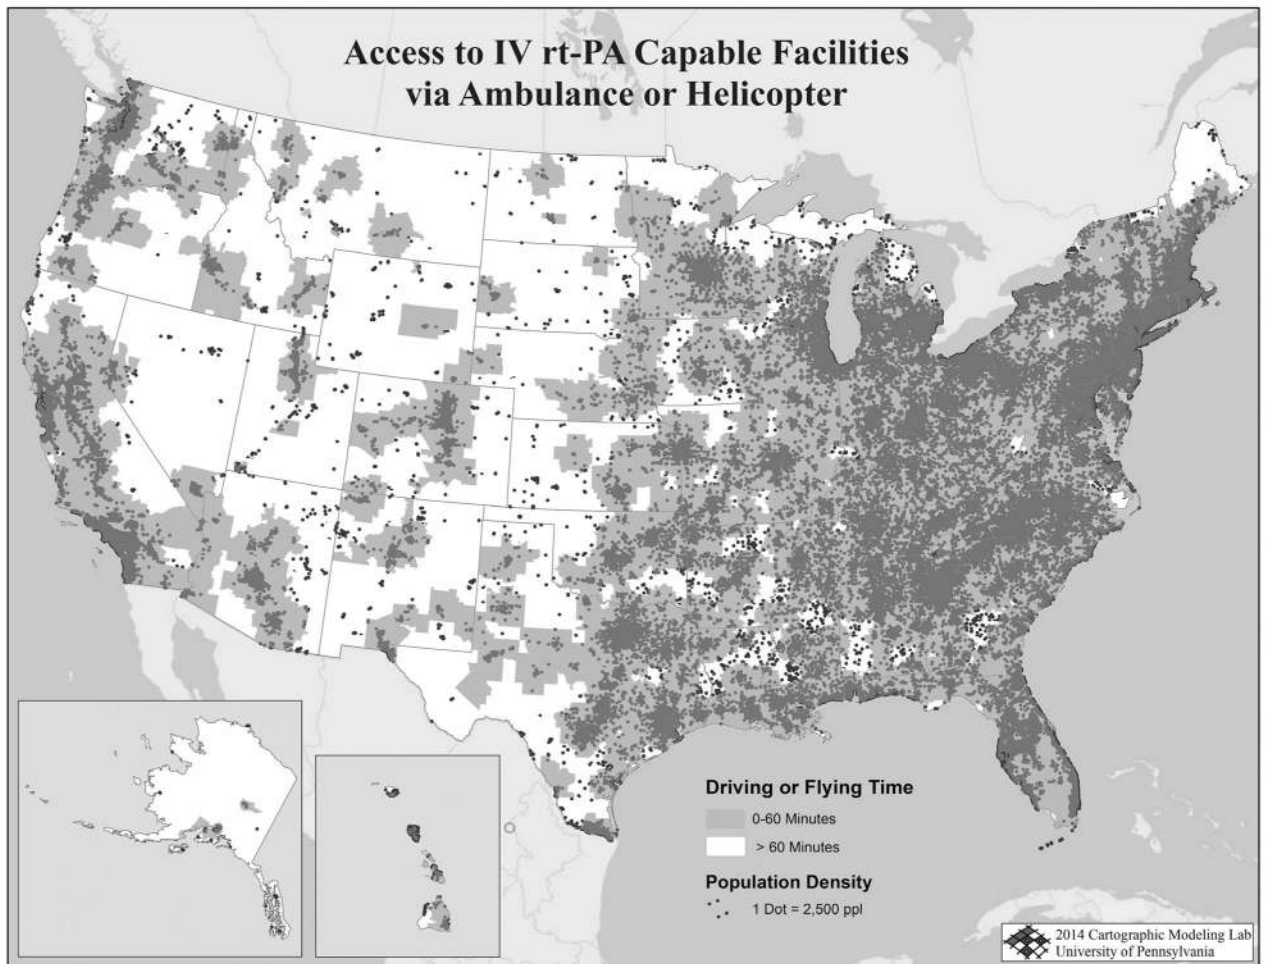 Access to IV rt-PA Capable Facilities
via Ambulance or Helicopter
Driving or Flying Time
0-60 Minutes
> 60 Minutes
Population Density
1 Dot = 2,500 ppl
2014 Cartographic Modeling Lab
University of Pennsylvania